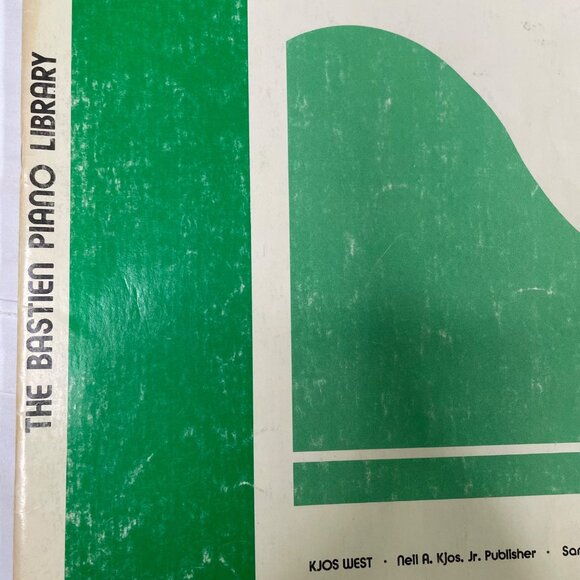 THE BASTIEN PIANO LIBRARY
KJOS WEST · Neil A. Kjos, Jr. Publisher ·